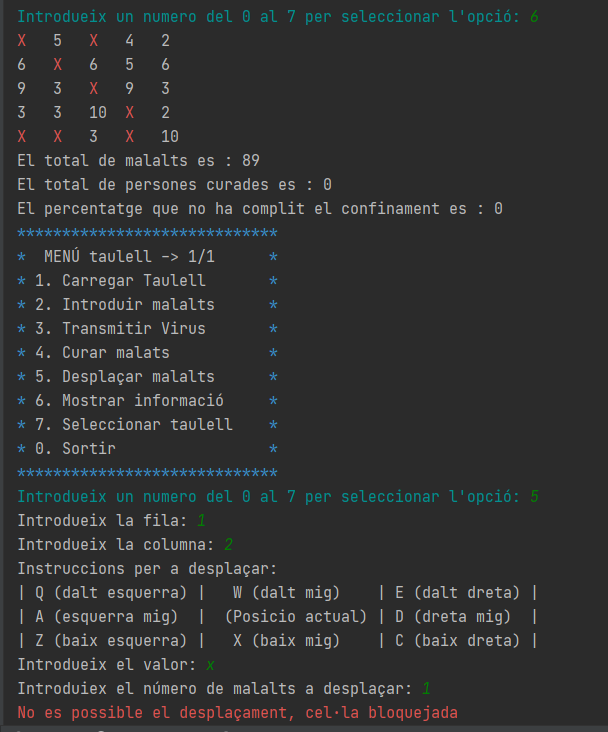 Introdueix un numero del 0 al 7 per seleccionar l'opció: 6
X 5 X 4 2
6 X 6 5 6
9 3 X 9 3
3 3 10 X 2
X X 3 X 10
El total de malalts es : 89
El total de persones curades es : 0
El percentatge que no ha complit el confinament es : 0
*****************************
* MENÚ taulell -> 1/1 *
* 1. Carregar Taulell *
* 2. Introduir malalts *
* 3. Transmitir Virus *
* 4. Curar malats *
* 5. Desplaçar malalts *
* 6. Mostrar informació *
* 7. Seleccionar taulell *
* 0. Sortir *
*****************************
Introdueix un numero del 0 al 7 per seleccionar l'opció: 5
Introdueix la fila: 1
Introdueix la columna: 2
Instruccions per a desplaçar:
| Q (dalt esquerra) | W (dalt mig) | E (dalt dreta) |
| A (esquerra mig) | (Posicio actual) | D (dreta mig) |
| Z (baix esquerra) | X (baix mig) | C (baix dreta) |
Introdueix el valor: x
Introduiex el número de malalts a desplaçar: 1
No es possible el desplaçament, cel·la bloquejada